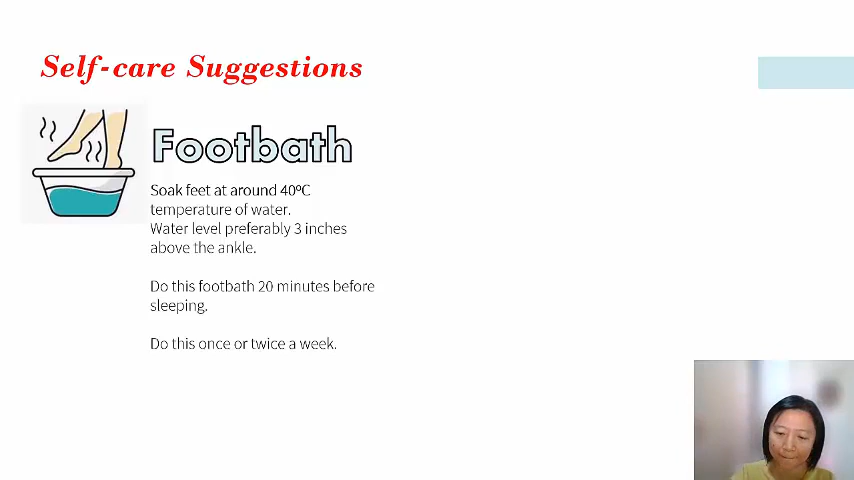 Self-care Suggestions
Footbath
Soak feet at around 40ºC
temperature of water.
Water level preferably 3 inches
above the ankle.
Do this footbath 20 minutes before
sleeping.
Do this once or twice a week.